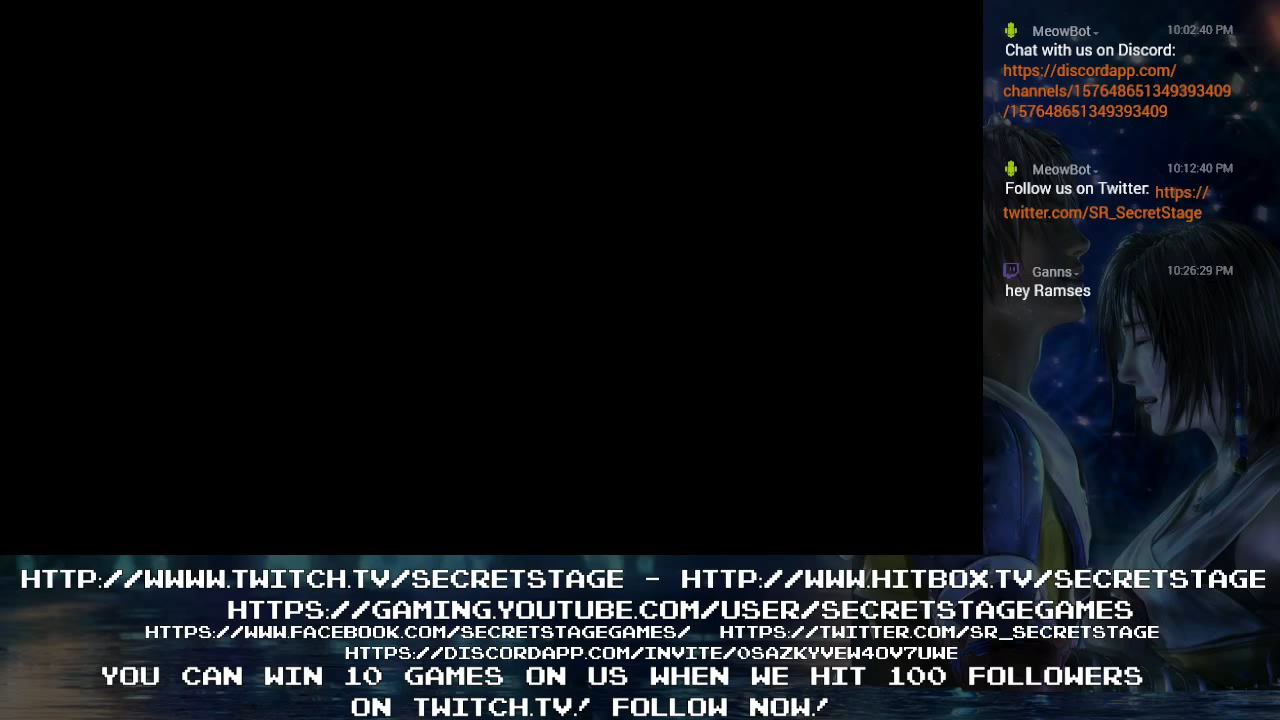 MeowBot 10:02:40 PM
Chat with us on Discord:
https://discordapp.com/
channels/157648651349393409
/157648651349393409
MeowBot 10:12:40 PM
Follow us on Twitter: https://
twitter.com/SR_SecretStage
Ganns 10:26:29 PM
hey Ramses
HTTP://WWWW.TWITCH.TV/SECRETSTAGE - HTTP://WWW.HITBOX.TV/SECRETSTAGE
HTTPS://GAMING.YOUTUBE.COM/USER/SECRETSTAGEGAMES
HTTPS://WWW.FACEBOOK.COM/SECRETSTAGEGAMES/ HTTPS://TWITTER.COM/SR_SECRETSTAGE
HTTPS://DISCORDAPP.COM/INVITE/0SAZKYVEW4OV7UWE
YOU CAN WIN 10 GAMES ON US WHEN WE HIT 100 FOLLOWERS
ON TWITCH.TV! FOLLOW NOW!